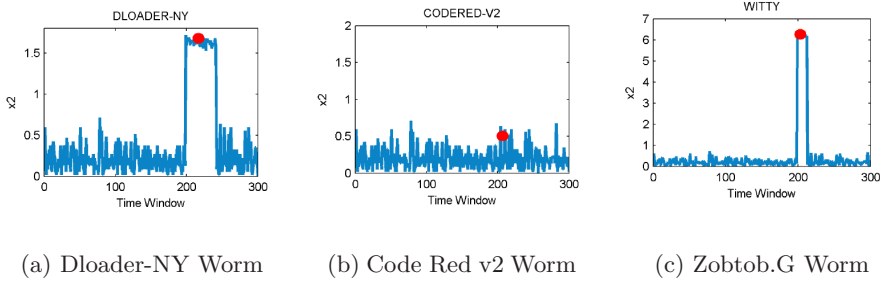 DLOADER-NY
1.5
1
0.5
0
x2
0 100 200 300
Time Window
CODERED-V2
2
1.5
1
0.5
0
x2
0 100 200 300
Time Window
WITTY
7
6
5
4
3
2
1
0
x2
0 100 200 300
Time Window
(a) Dloader-NY Worm
(b) Code Red v2 Worm
(c) Zobtob.G Worm